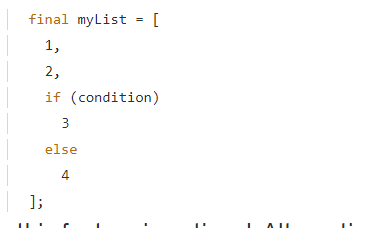 final myList = [
  1,
  2,
  if (condition)
    3
  else
    4
];